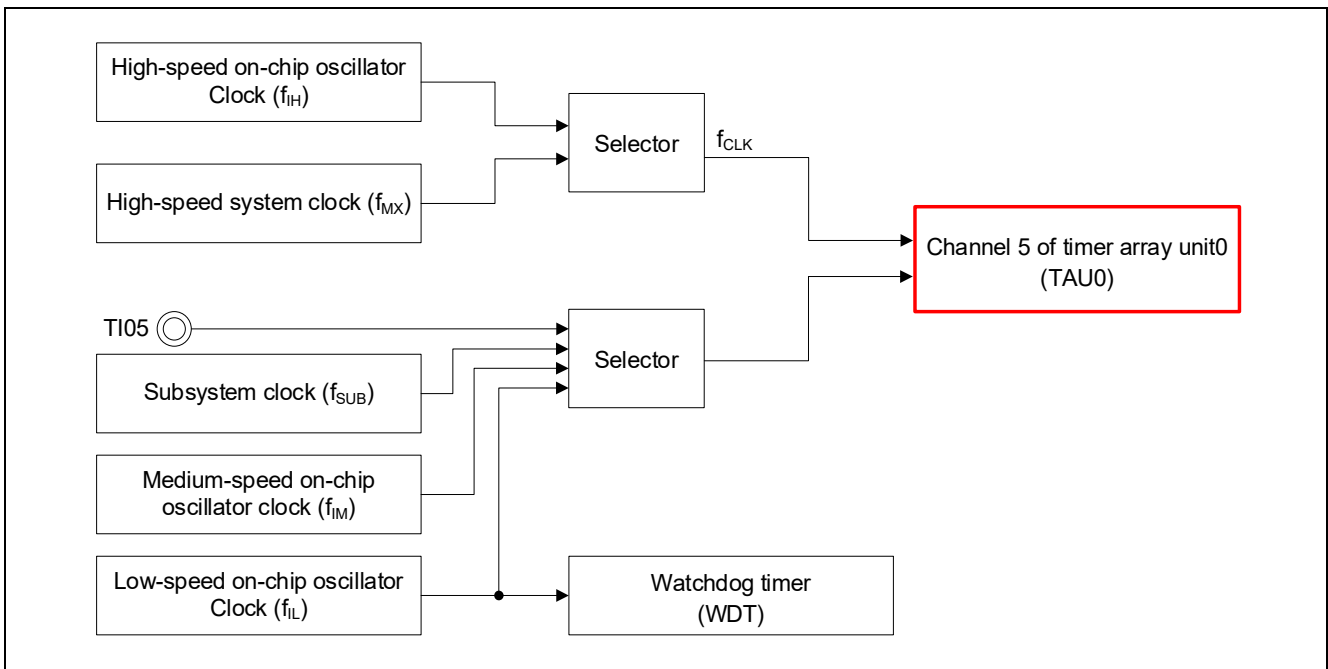 High-speed on-chip oscillator
Clock (fIH)
High-speed system clock (fMX)
Selector
fCLK
Channel 5 of timer array unit0
(TAU0)
TI05
Subsystem clock (fSUB)
Selector
Medium-speed on-chip
oscillator clock (fIM)
Low-speed on-chip oscillator
Clock (fIL)
Watchdog timer
(WDT)